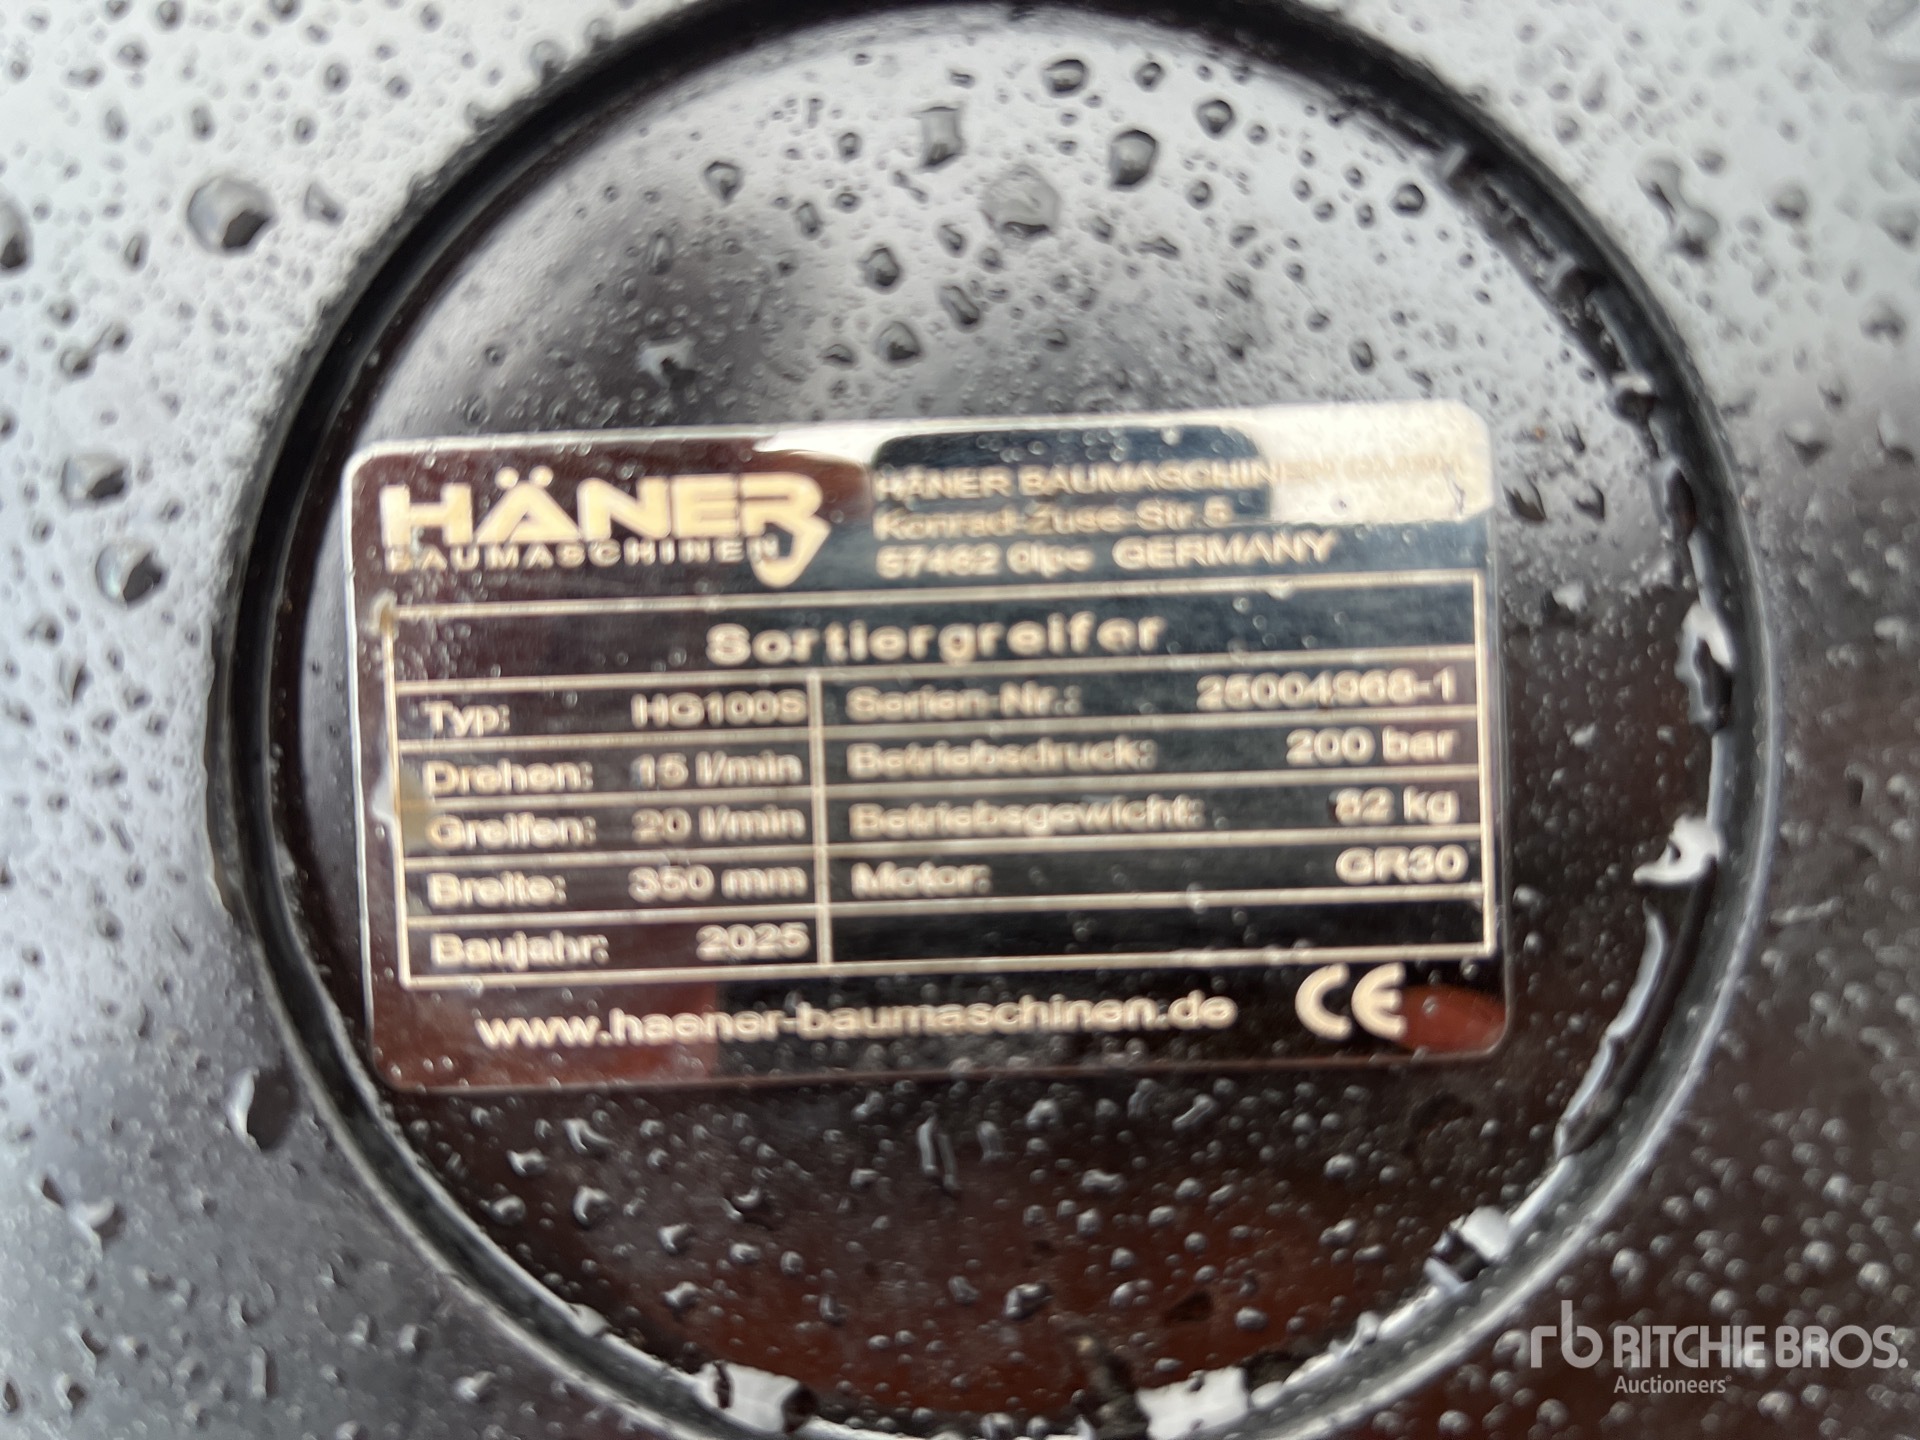 HÄNER
BAUMASCHINEN
HÄNER BAUMASCHINEN GMBH
Konrad-Zuse-Str.5
57462 Olpe GERMANY
Sortiergreifer
Typ: HG100S Serien-Nr.: 25004968-1
Drehen: 15 l/min Betriebsdruck: 200 bar
Greifen: 20 l/min Betriebsgewicht: 82 kg
Breite: 350 mm Motor: GR30
Baujahr: 2025
www.haener-baumaschinen.de CE
rb RITCHIE BROS.
Auctioneers